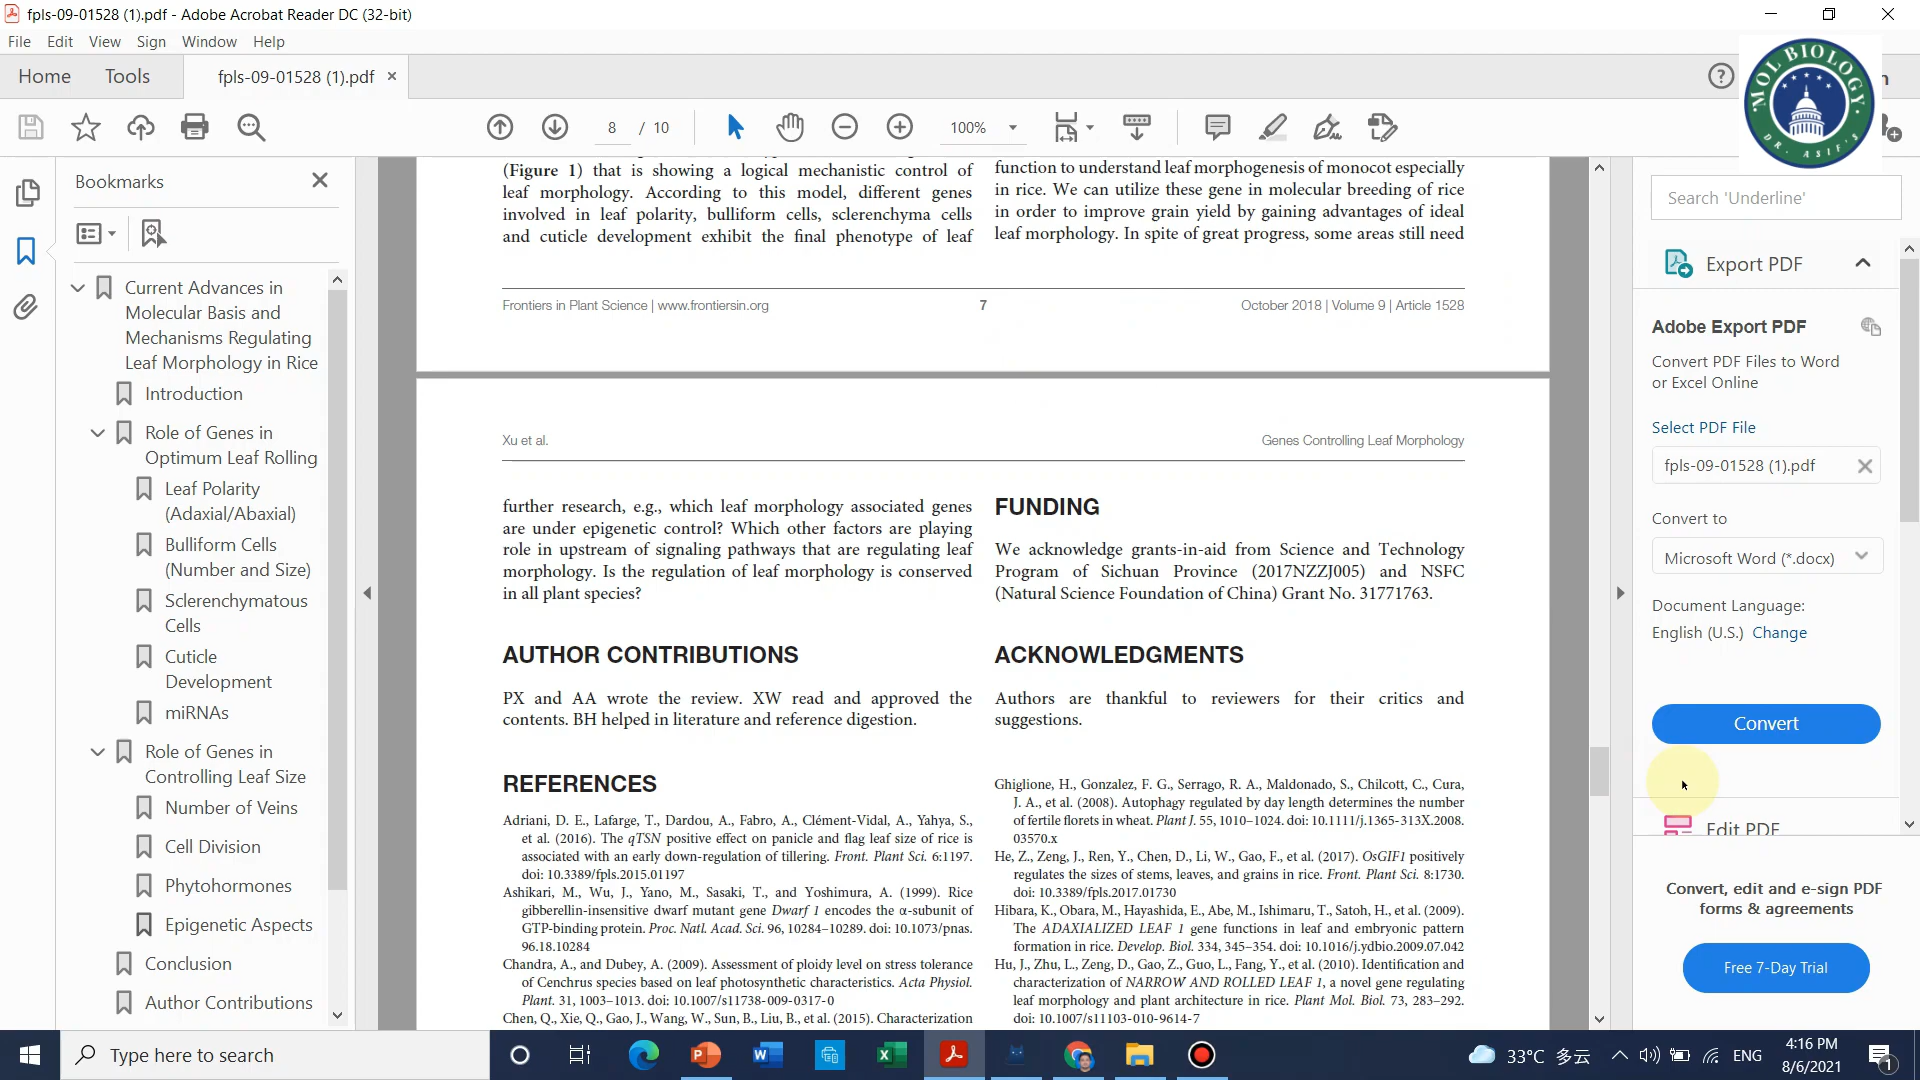 fpls-09-01528 (1).pdf - Adobe Acrobat Reader DC (32-bit)
File Edit View Sign Window Help
Home Tools fpls-09-01528 (1).pdf
8 / 10 100%
MOL BIOLOGY
DR. ASIF'S
Bookmarks
Current Advances in
Molecular Basis and
Mechanisms Regulating
Leaf Morphology in Rice
Introduction
Role of Genes in
Optimum Leaf Rolling
Leaf Polarity
(Adaxial/Abaxial)
Bulliform Cells
(Number and Size)
Sclerenchymatous
Cells
Cuticle
Development
miRNAs
Role of Genes in
Controlling Leaf Size
Number of Veins
Cell Division
Phytohormones
Epigenetic Aspects
Conclusion
Author Contributions
(Figure 1) that is showing a logical mechanistic control of
leaf morphology. According to this model, different genes
involved in leaf polarity, bulliform cells, sclerenchyma cells
and cuticle development exhibit the final phenotype of leaf
function to understand leaf morphogenesis of monocot especially
in rice. We can utilize these gene in molecular breeding of rice
in order to improve grain yield by gaining advantages of ideal
leaf morphology. In spite of great progress, some areas still need
Frontiers in Plant Science | www.frontiersin.org 7 October 2018 | Volume 9 | Article 1528
Xu et al. Genes Controlling Leaf Morphology
further research, e.g., which leaf morphology associated genes
are under epigenetic control? Which other factors are playing
role in upstream of signaling pathways that are regulating leaf
morphology. Is the regulation of leaf morphology is conserved
in all plant species?
AUTHOR CONTRIBUTIONS
PX and AA wrote the review. XW read and approved the
contents. BH helped in literature and reference digestion.
FUNDING
We acknowledge grants-in-aid from Science and Technology
Program of Sichuan Province (2017NZZJ005) and NSFC
(Natural Science Foundation of China) Grant No. 31771763.
ACKNOWLEDGMENTS
Authors are thankful to reviewers for their critics and
suggestions.
REFERENCES
Adriani, D. E., Lafarge, T., Dardou, A., Fabro, A., Clément-Vidal, A., Yahya, S.,
et al. (2016). The qTSN positive effect on panicle and flag leaf size of rice is
associated with an early down-regulation of tillering. Front. Plant Sci. 6:1197.
doi: 10.3389/fpls.2015.01197
Ashikari, M., Wu, J., Yano, M., Sasaki, T., and Yoshimura, A. (1999). Rice
gibberellin-insensitive dwarf mutant gene Dwarf 1 encodes the α-subunit of
GTP-binding protein. Proc. Natl. Acad. Sci. 96, 10284–10289. doi: 10.1073/pnas.
96.18.10284
Chandra, A., and Dubey, A. (2009). Assessment of ploidy level on stress tolerance
of Cenchrus species based on leaf photosynthetic characteristics. Acta Physiol.
Plant. 31, 1003–1013. doi: 10.1007/s11738-009-0317-0
Chen, Q., Xie, Q., Gao, J., Wang, W., Sun, B., Liu, B., et al. (2015). Characterization
Ghiglione, H., Gonzalez, F. G., Serrago, R. A., Maldonado, S., Chilcott, C., Cura,
J. A., et al. (2008). Autophagy regulated by day length determines the number
of fertile florets in wheat. Plant J. 55, 1010–1024. doi: 10.1111/j.1365-313X.2008.
03570.x
He, Z., Zeng, J., Ren, Y., Chen, D., Li, W., Gao, F., et al. (2017). OsGIF1 positively
regulates the sizes of stems, leaves, and grains in rice. Front. Plant Sci. 8:1730.
doi: 10.3389/fpls.2017.01730
Hibara, K., Obara, M., Hayashida, E., Abe, M., Ishimaru, T., Satoh, H., et al. (2009).
The ADAXIALIZED LEAF 1 gene functions in leaf and embryonic pattern
formation in rice. Develop. Biol. 334, 345–354. doi: 10.1016/j.ydbio.2009.07.042
Hu, J., Zhu, L., Zeng, D., Gao, Z., Guo, L., Fang, Y., et al. (2010). Identification and
characterization of NARROW AND ROLLED LEAF 1, a novel gene regulating
leaf morphology and plant architecture in rice. Plant Mol. Biol. 73, 283–292.
doi: 10.1007/s11103-010-9614-7
Search 'Underline'
Export PDF
Adobe Export PDF
Convert PDF Files to Word
or Excel Online
Select PDF File
fpls-09-01528 (1).pdf
Convert to
Microsoft Word (*.docx)
Document Language:
English (U.S.) Change
Convert
Edit PDF
Convert, edit and e-sign PDF
forms & agreements
Free 7-Day Trial
Type here to search
33°C 多云
ENG
4:16 PM
8/6/2021
1